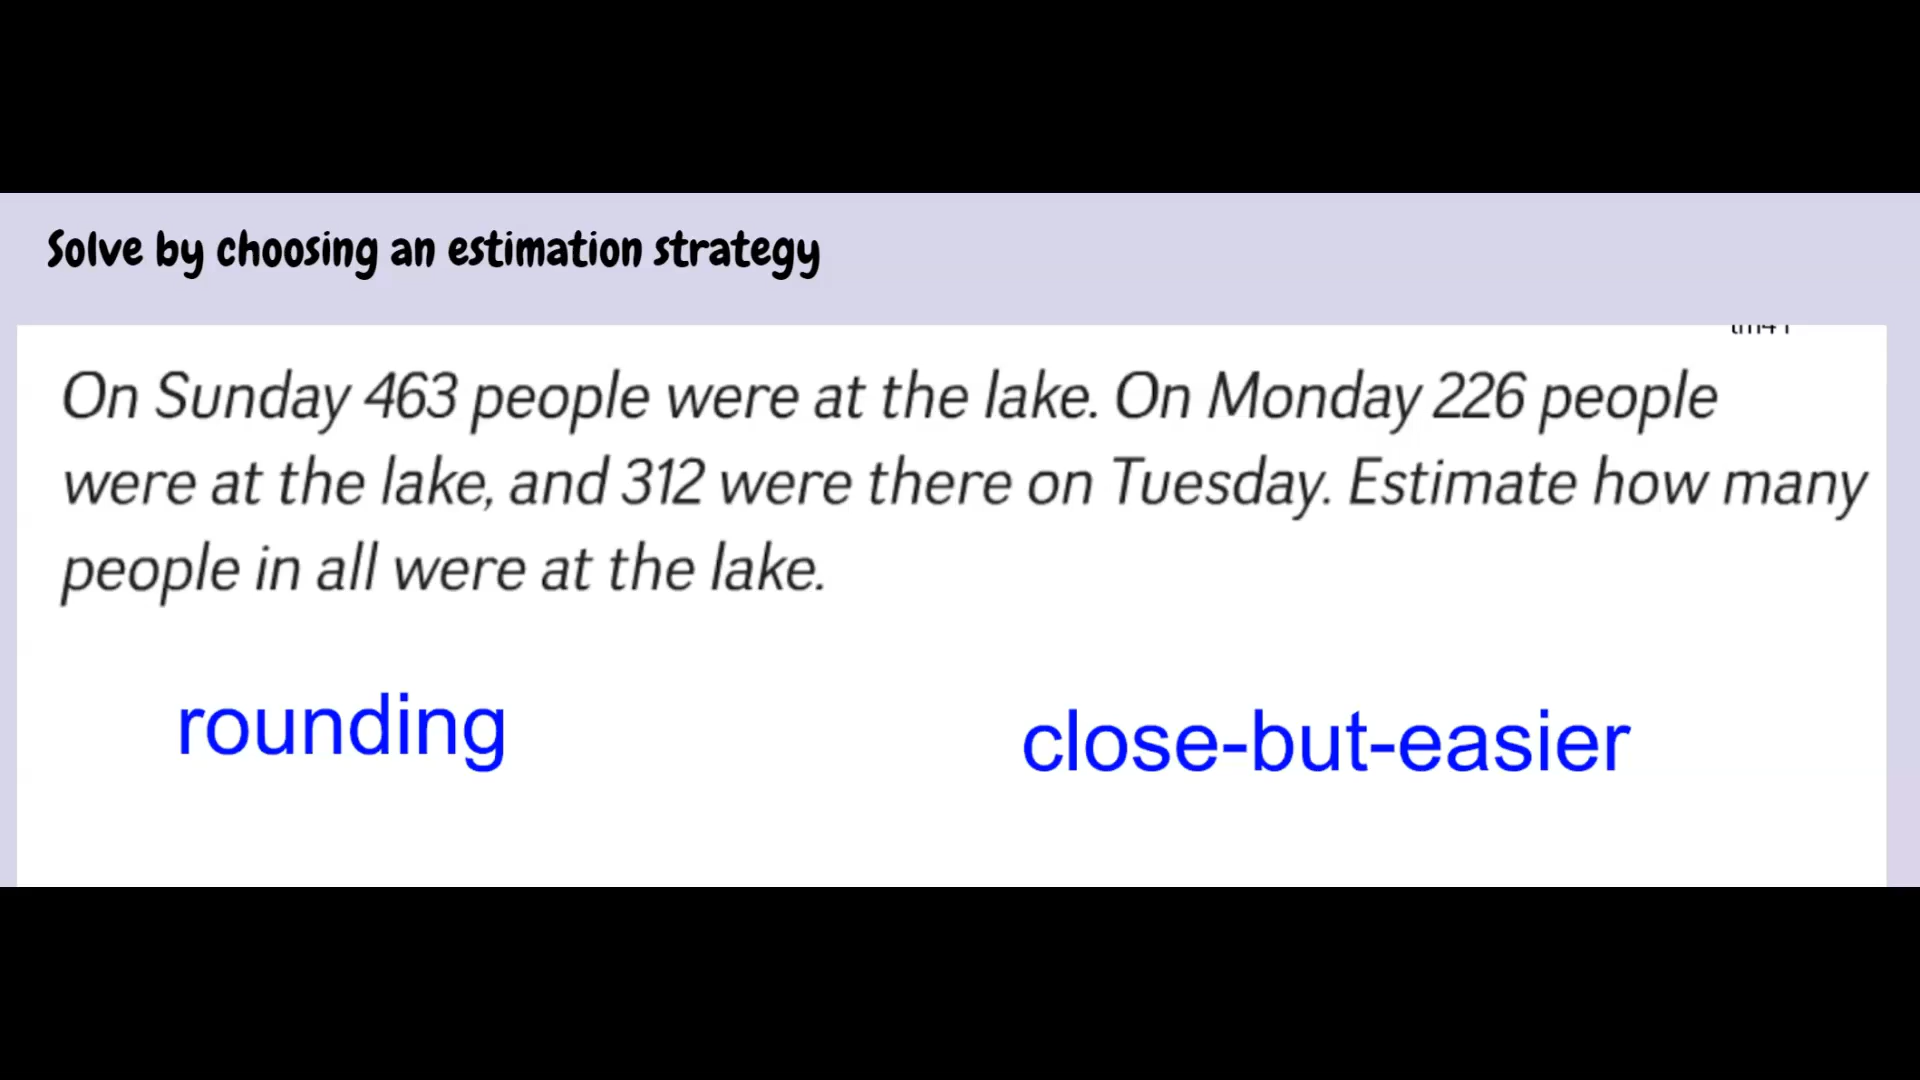 Solve by choosing an estimation strategy
On Sunday 463 people were at the lake. On Monday 226 people
were at the lake, and 312 were there on Tuesday. Estimate how many
people in all were at the lake.
rounding
close-but-easier